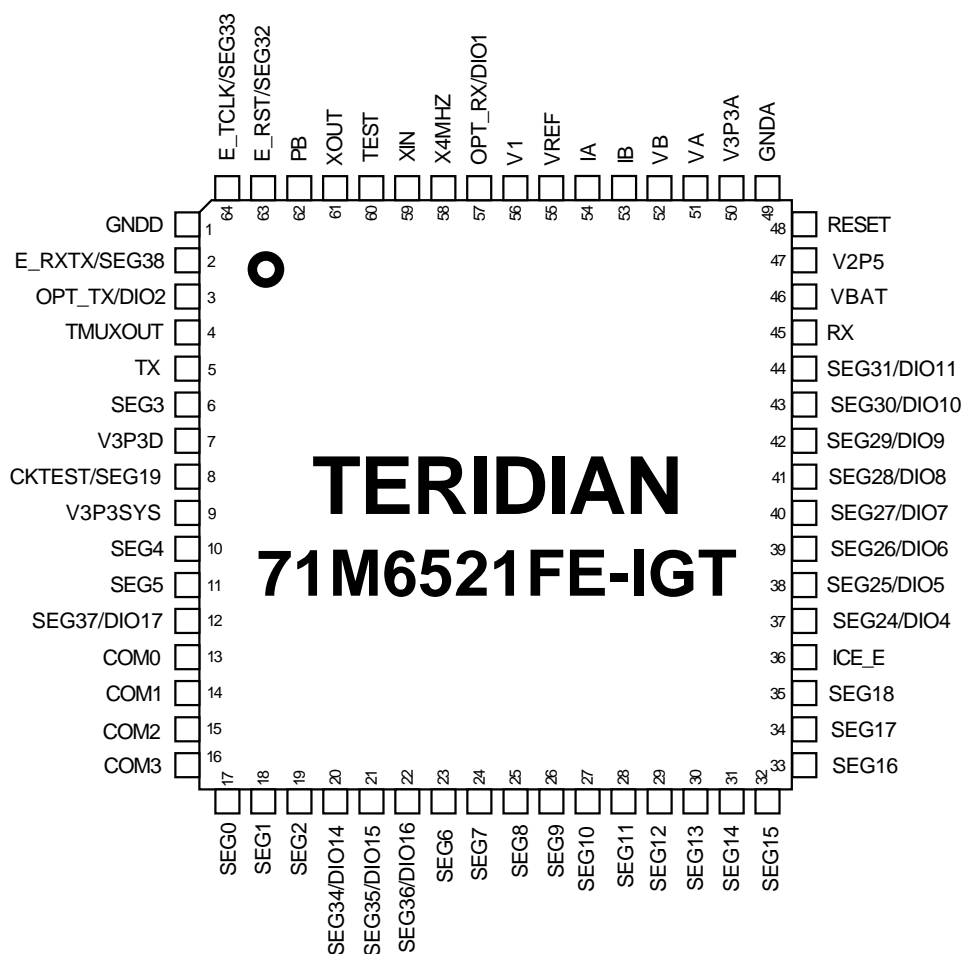 E_TCLK/SEG33
E_RST/SEG32
PB
XOUT
TEST
XIN
X4MHZ
OPT_RX/DIO1
V1
VREF
IA
IB
VB
VA
V3P3A
GNDA
64
63
62
61
60
59
58
57
56
55
54
53
52
51
50
49
GNDD 1
E_RXTX/SEG38 2
OPT_TX/DIO2 3
TMUXOUT 4
TX 5
SEG3 6
V3P3D 7
CKTEST/SEG19 8
V3P3SYS 9
SEG4 10
SEG5 11
SEG37/DIO17 12
COM0 13
COM1 14
COM2 15
COM3 16
TERIDIAN
71M6521FE-IGT
48 RESET
47 V2P5
46 VBAT
45 RX
44 SEG31/DIO11
43 SEG30/DIO10
42 SEG29/DIO9
41 SEG28/DIO8
40 SEG27/DIO7
39 SEG26/DIO6
38 SEG25/DIO5
37 SEG24/DIO4
36 ICE_E
35 SEG18
34 SEG17
33 SEG16
17
18
19
20
21
22
23
24
25
26
27
28
29
30
31
32
SEG0
SEG1
SEG2
SEG34/DIO14
SEG35/DIO15
SEG36/DIO16
SEG6
SEG7
SEG8
SEG9
SEG10
SEG11
SEG12
SEG13
SEG14
SEG15